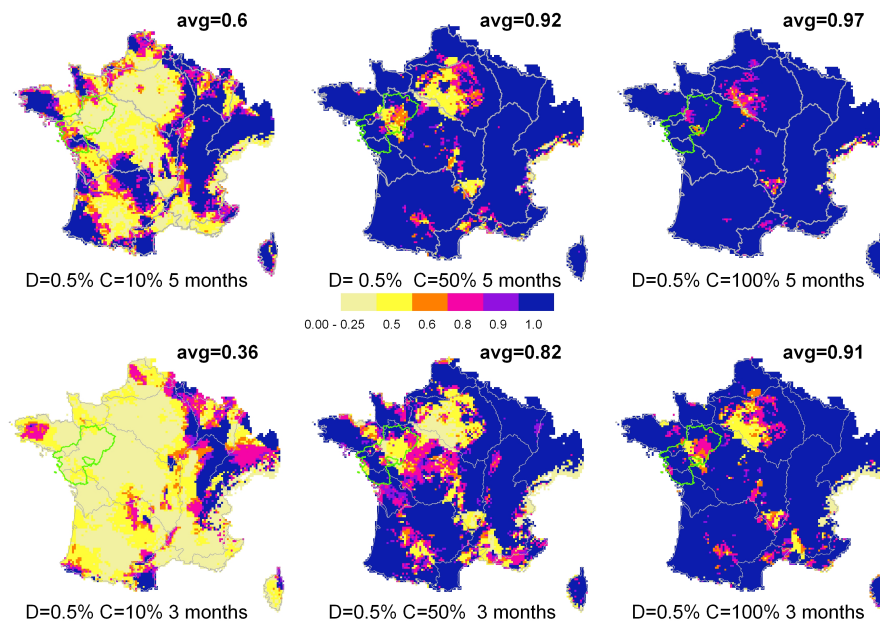 avg=0.6
avg=0.92
avg=0.97
D=0.5% C=10% 5 months
D= 0.5% C=50% 5 months
D=0.5% C=100% 5 months
0.00 - 0.25 0.5 0.6 0.8 0.9 1.0
avg=0.36
avg=0.82
avg=0.91
D=0.5% C=10% 3 months
D=0.5% C=50% 3 months
D=0.5% C=100% 3 months